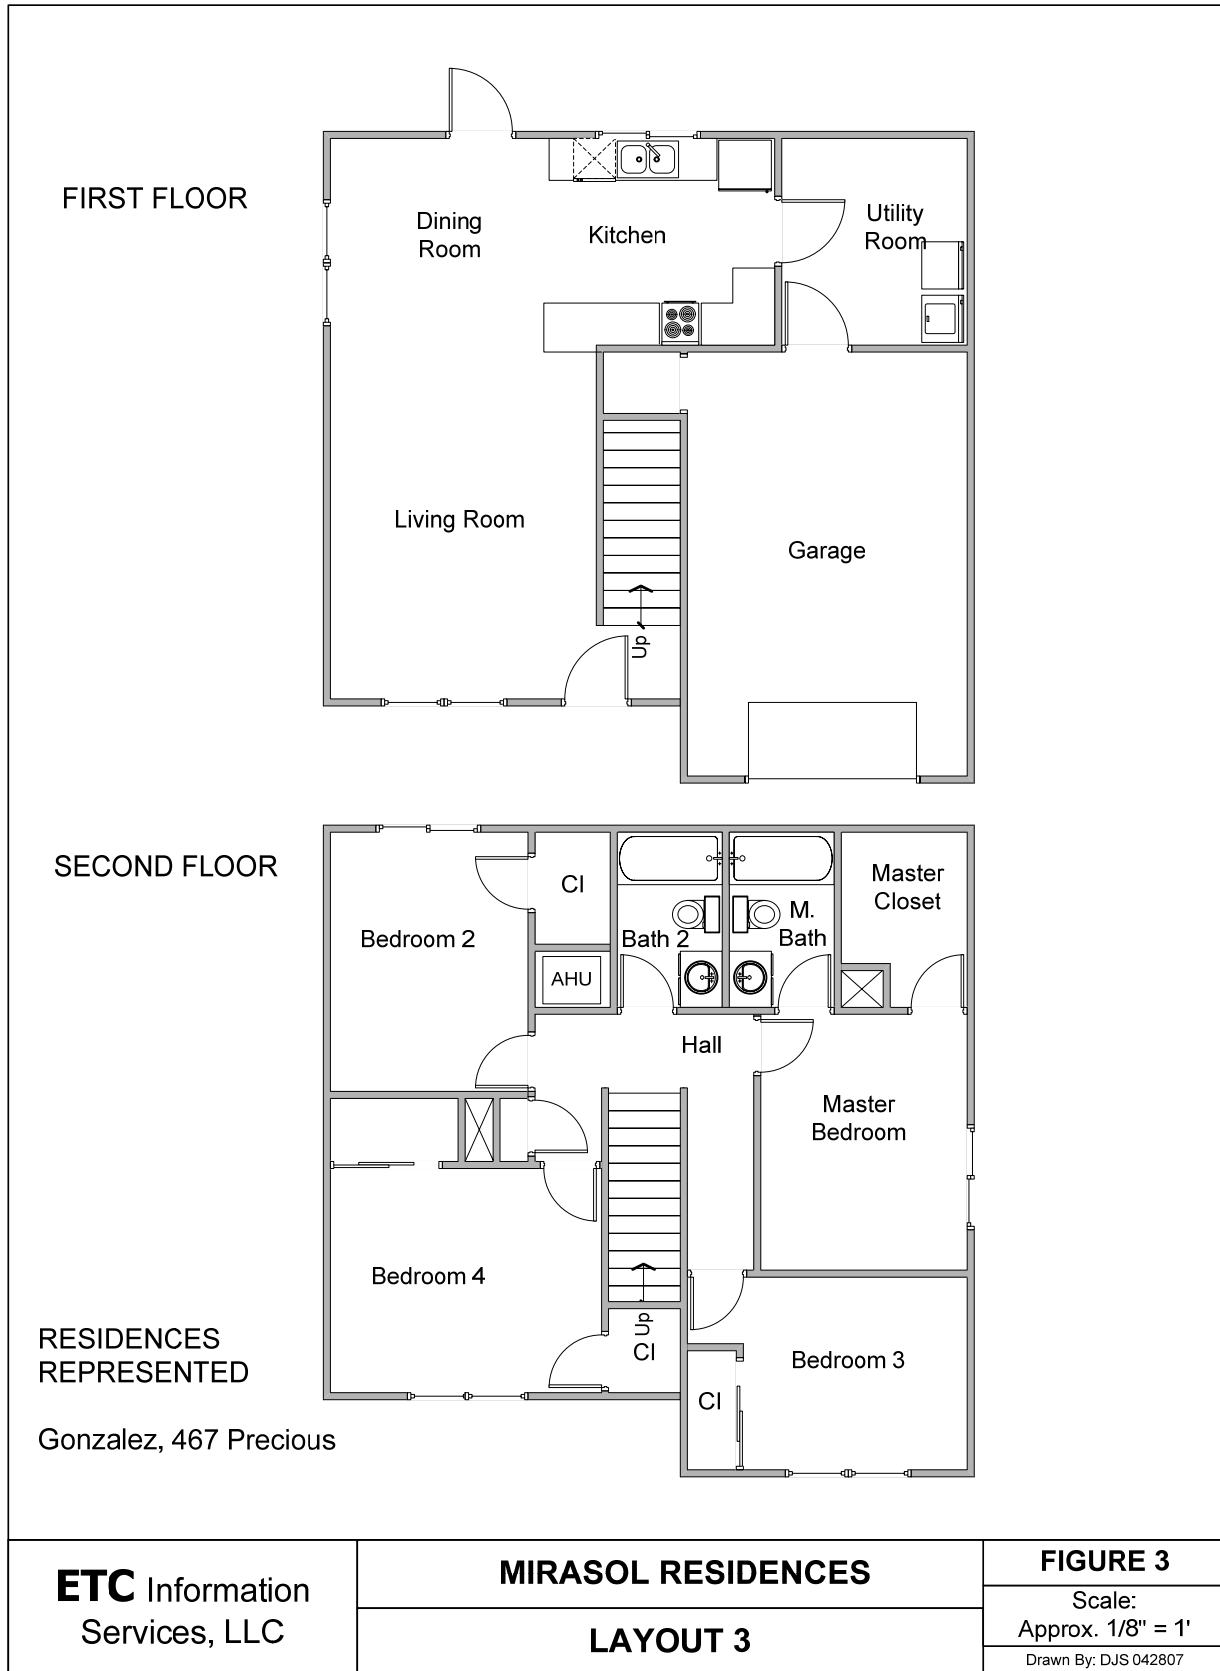 FIRST FLOOR
Dining
Room
Kitchen
Utility
Room
Living Room
Garage
Up
SECOND FLOOR
Master
Closet
Cl
M.
Bath
Bedroom 2
Bath 2
AHU
Hall
Master
Bedroom
Bedroom 4
Up
Cl
Bedroom 3
Cl
RESIDENCES
REPRESENTED
Gonzalez, 467 Precious
ETC Information
Services, LLC
MIRASOL RESIDENCES
LAYOUT 3
FIGURE 3
Scale:
Approx. 1/8" = 1'
Drawn By: DJS 042807